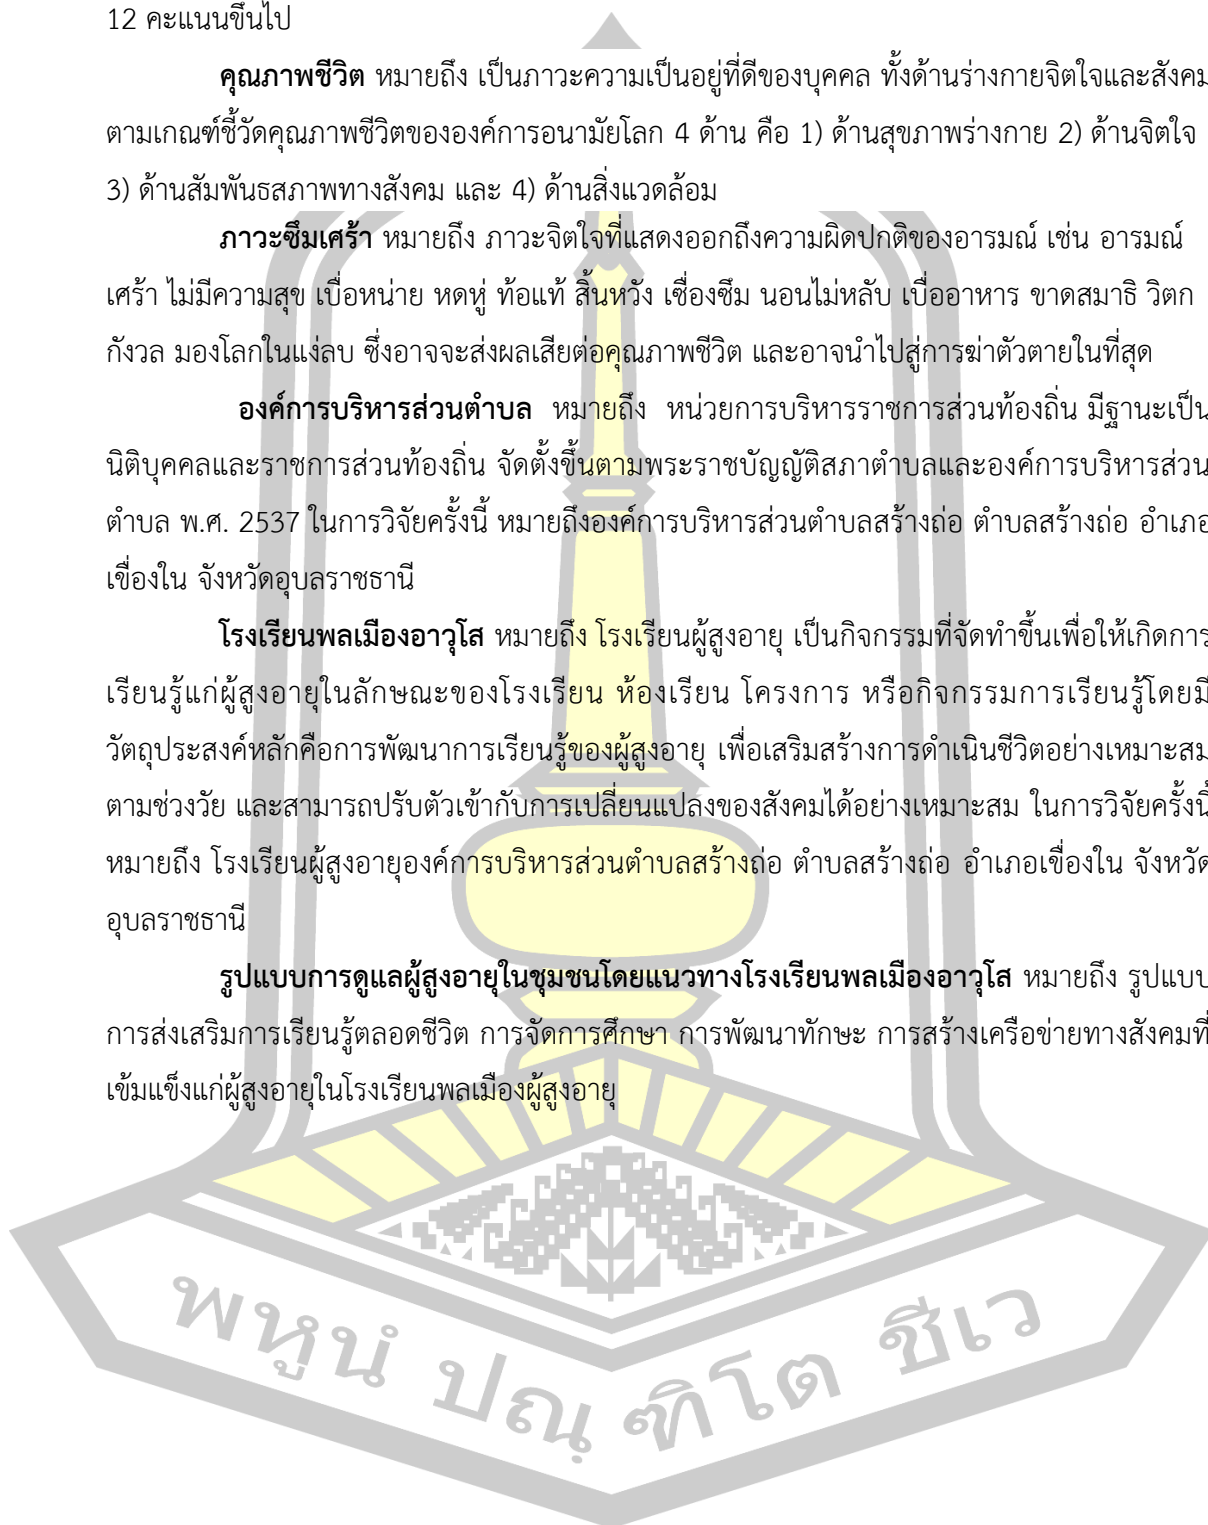 12 คะแนนขึ้นไป
คุณภาพชีวิต หมายถึง เป็นภาวะความเป็นอยู่ที่ดีของบุคคล ทั้งด้านร่างกายจิตใจและสังคม
ตามเกณฑ์ชี้วัดคุณภาพชีวิตขององค์การอนามัยโลก 4 ด้าน คือ 1) ด้านสุขภาพร่างกาย 2) ด้านจิตใจ
3) ด้านสัมพันธสภาพทางสังคม และ 4) ด้านสิ่งแวดล้อม
ภาวะซึมเศร้า หมายถึง ภาวะจิตใจที่แสดงออกถึงความผิดปกติของอารมณ์ เช่น อารมณ์
เศร้า ไม่มีความสุข เบื่อหน่าย หดหู่ ท้อแท้ สิ้นหวัง เซื่องซึม นอนไม่หลับ เบื่ออาหาร ขาดสมาธิ วิตก
กังวล มองโลกในแง่ลบ ซึ่งอาจจะส่งผลเสียต่อคุณภาพชีวิต และอาจนำไปสู่การฆ่าตัวตายในที่สุด
องค์การบริหารส่วนตำบล หมายถึง หน่วยการบริหารราชการส่วนท้องถิ่น มีฐานะเป็น
นิติบุคคลและราชการส่วนท้องถิ่น จัดตั้งขึ้นตามพระราชบัญญัติสภาตำบลและองค์การบริหารส่วน
ตำบล พ.ศ. 2537 ในการวิจัยครั้งนี้ หมายถึงองค์การบริหารส่วนตำบลสร้างถ่อ ตำบลสร้างถ่อ อำเภอ
เขื่องใน จังหวัดอุบลราชธานี
โรงเรียนพลเมืองอาวุโส หมายถึง โรงเรียนผู้สูงอายุ เป็นกิจกรรมที่จัดทำขึ้นเพื่อให้เกิดการ
เรียนรู้แก่ผู้สูงอายุในลักษณะของโรงเรียน ห้องเรียน โครงการ หรือกิจกรรมการเรียนรู้โดยมี
วัตถุประสงค์หลักคือการพัฒนาการเรียนรู้ของผู้สูงอายุ เพื่อเสริมสร้างการดำเนินชีวิตอย่างเหมาะสม
ตามช่วงวัย และสามารถปรับตัวเข้ากับการเปลี่ยนแปลงของสังคมได้อย่างเหมาะสม ในการวิจัยครั้งนี้
หมายถึง โรงเรียนผู้สูงอายุองค์การบริหารส่วนตำบลสร้างถ่อ ตำบลสร้างถ่อ อำเภอเขื่องใน จังหวัด
อุบลราชธานี
รูปแบบการดูแลผู้สูงอายุในชุมชนโดยแนวทางโรงเรียนพลเมืองอาวุโส หมายถึง รูปแบบ
การส่งเสริมการเรียนรู้ตลอดชีวิต การจัดการศึกษา การพัฒนาทักษะ การสร้างเครือข่ายทางสังคมที่
เข้มแข็งแก่ผู้สูงอายุในโรงเรียนพลเมืองผู้สูงอายุ
พหูนํ ปณฺฑิโต ชีเว